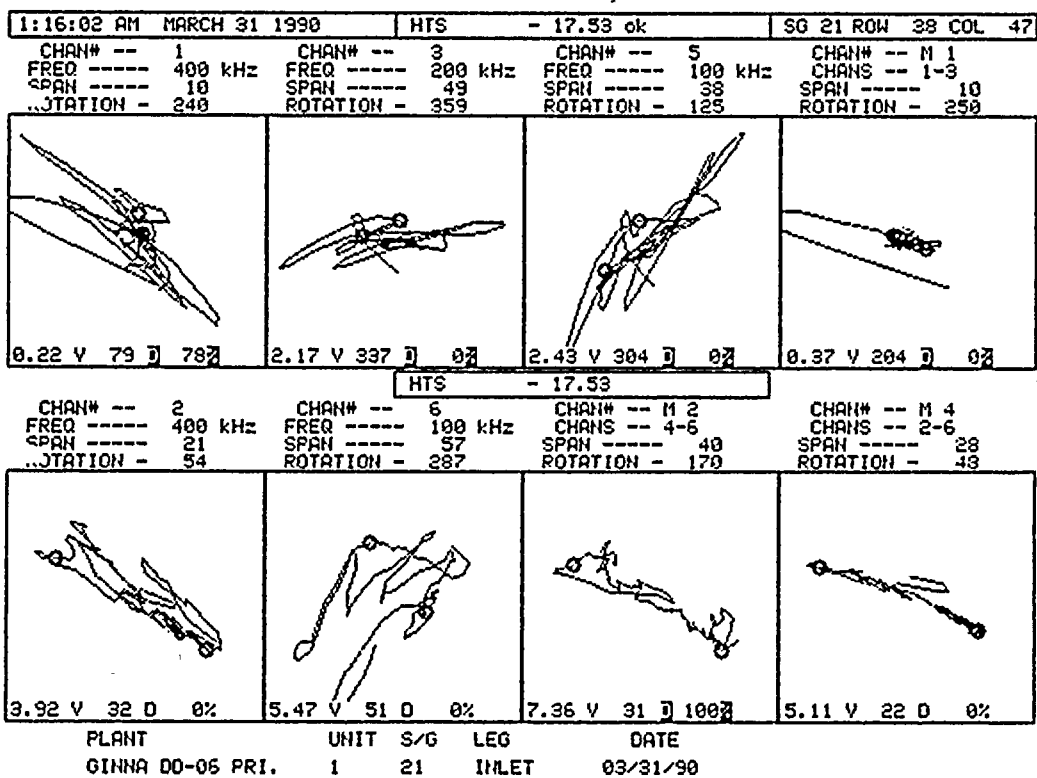 1:16:02 AM MARCH 31 1990 HTS - 17.53 ok SG 21 ROW 38 COL 47
CHAN# -- 1 CHAN# -- 3 CHAN# -- 5 CHAN# -- M 1
FREQ ----- 400 kHz FREQ ----- 200 kHz FREQ ----- 100 kHz CHANS -- 1-3
SPAN ----- 10 SPAN ----- 49 SPAN ----- 38 SPAN ----- 10
..OTATION - 240 ROTATION - 359 ROTATION - 125 ROTATION - 250
0.22 V 79 D 78% 2.17 V 337 D 0% 2.43 V 304 D 0% 0.37 V 204 D 0%
HTS - 17.53
CHAN# -- 2 CHAN# -- 6 CHAN# -- M 2 CHAN# -- M 4
FREQ ----- 400 kHz FREQ ----- 100 kHz CHANS -- 4-6 CHANS -- 2-6
SPAN ----- 21 SPAN ----- 57 SPAN ----- 40 SPAN ----- 28
..OTATION - 54 ROTATION - 287 ROTATION - 170 ROTATION - 43
3.92 V 32 D 0% 5.47 V 51 D 0% 7.36 V 31 D 100% 5.11 V 22 D 0%
PLANT UNIT S/G LEG DATE
GINNA DD-06 PRI. 1 21 INLET 03/31/90